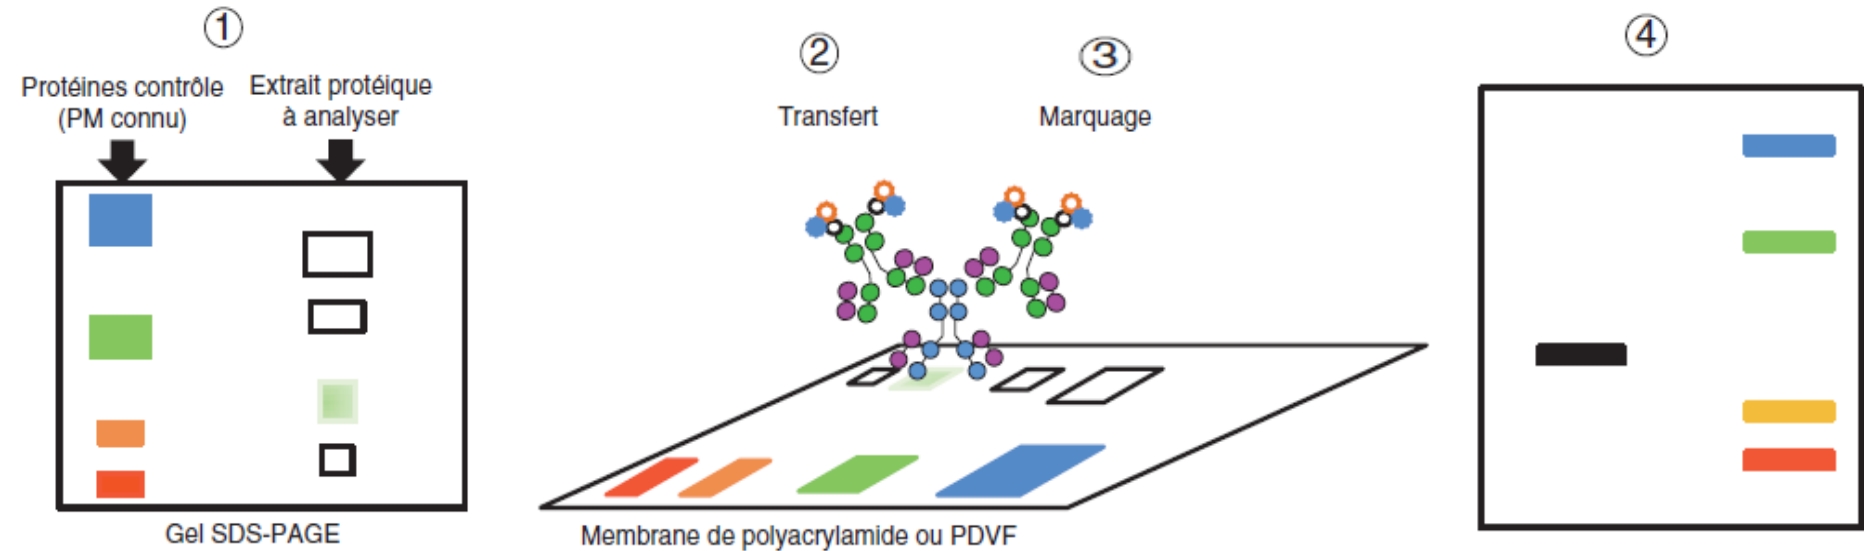 ①
Protéines contrôle
(PM connu)
Extrait protéique
à analyser
Gel SDS-PAGE
②
Transfert
③
Marquage
Membrane de polyacrylamide ou PDVF
④